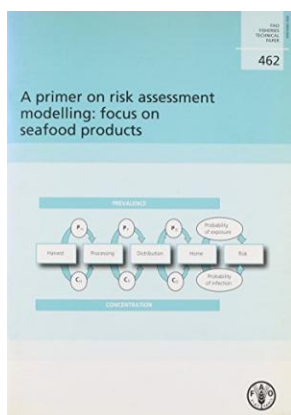 FAO
FISHERIES
TECHNICAL
PAPER
462
A primer on risk assessment
modelling: focus on
seafood products
PREVALENCE
Probability
of exposure
Harvest
Processing
Distribution
Home
Risk
Probability
of infection
CONCENTRATION
FAO